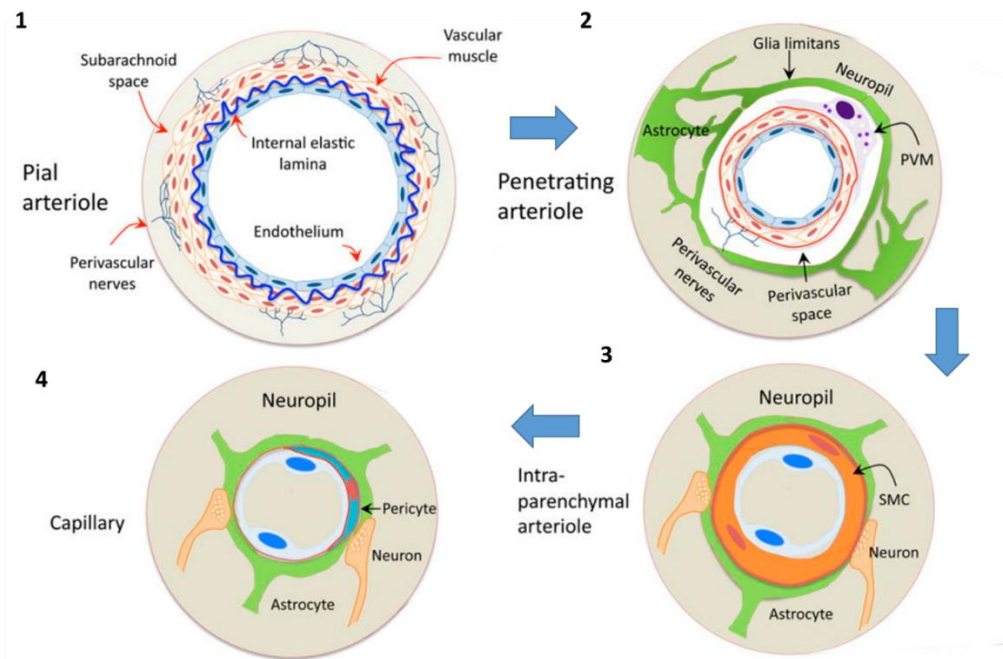 1
Subarachnoid
space
Vascular
muscle
Internal elastic
lamina
Pial
arteriole
Endothelium
Perivascular
nerves
2
Glia limitans
Neuropil
Astrocyte
PVM
Penetrating
arteriole
Perivascular
nerves
Perivascular
space
3
Neuropil
Intra-
parenchymal
arteriole
SMC
Neuron
Astrocyte
4
Neuropil
Capillary
Pericyte
Neuron
Astrocyte